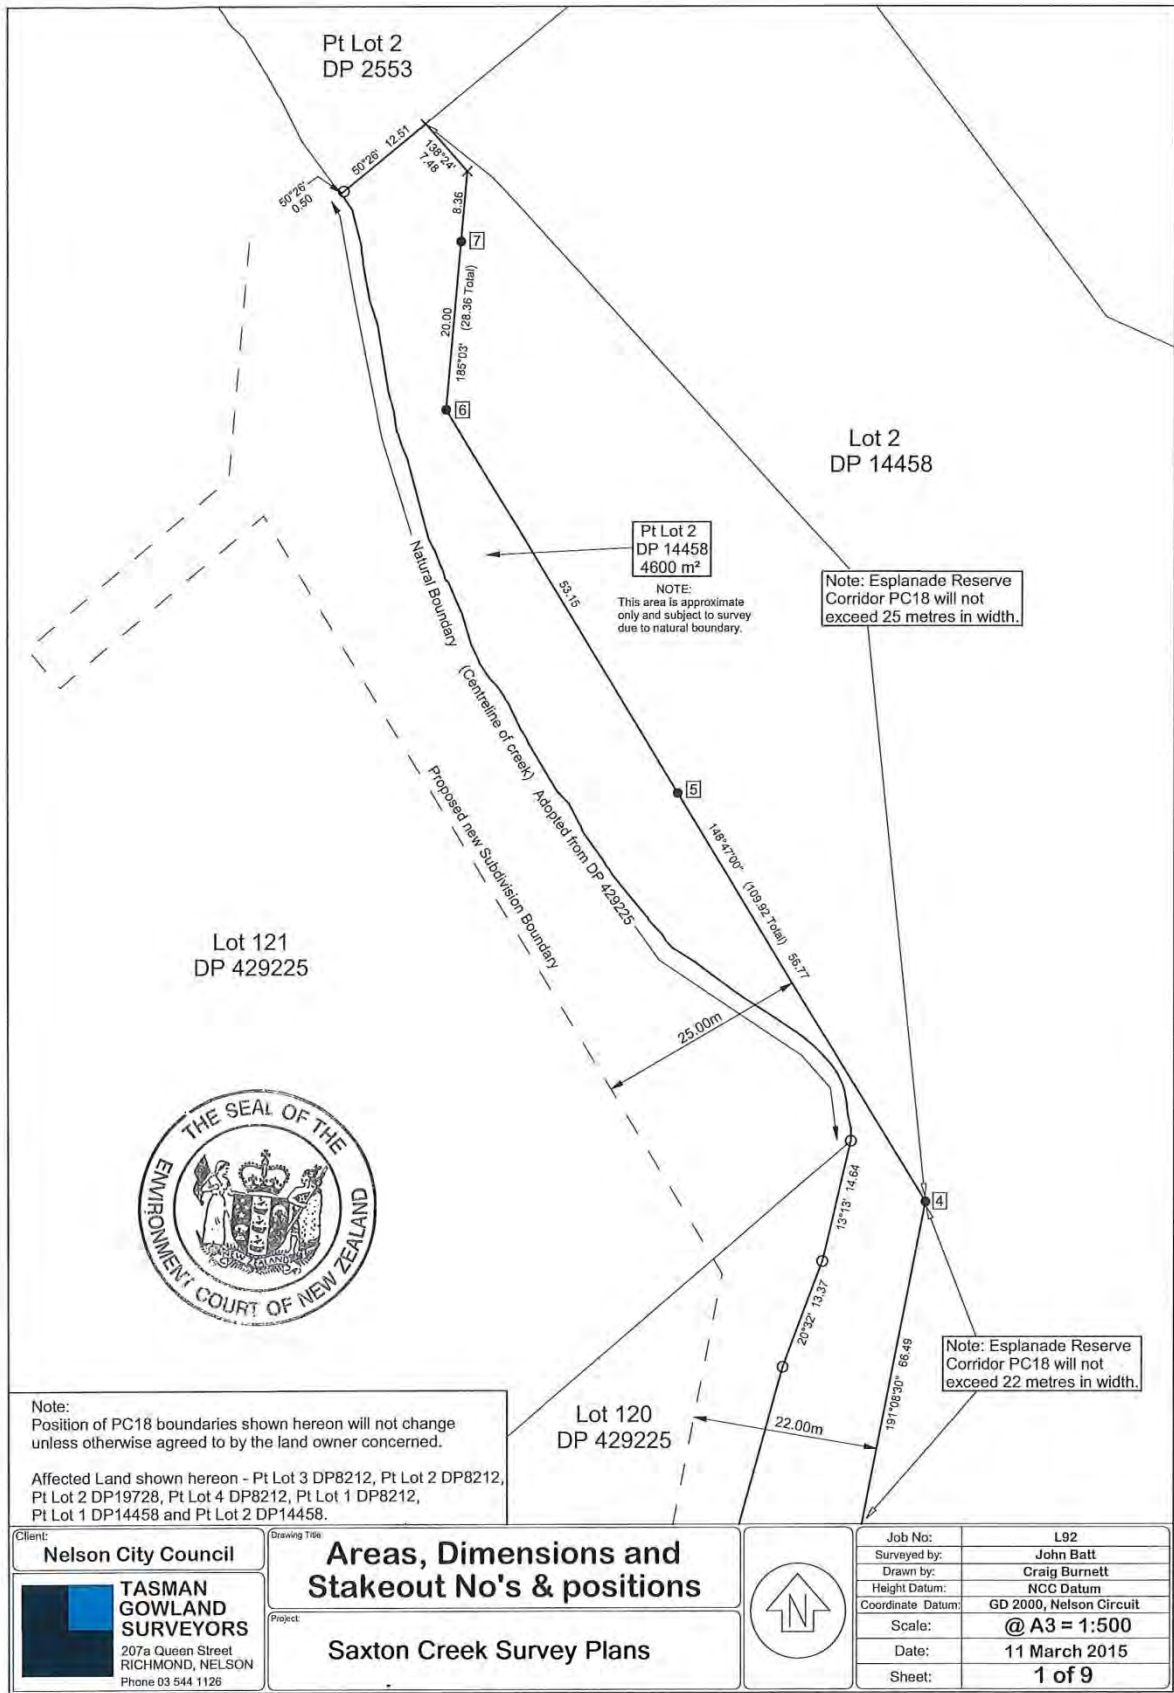 Pt Lot 2
DP 2553
50°26' 12.51
138°24'
7.48
50°26'
0.50
8.36
7
20.00
185°03' (28.36 Total)
6
Lot 2
DP 14458
Pt Lot 2
DP 14458
4600 m²
NOTE:
This area is approximate
only and subject to survey
due to natural boundary.
Note: Esplanade Reserve
Corridor PC18 will not
exceed 25 metres in width.
53.15
Natural Boundary (Centreline of creek) Adopted from DP 429225
Proposed new Subdivision Boundary
5
148°47'00" (109.92 Total) 56.77
Lot 121
DP 429225
25.00m
THE SEAL OF THE
ENVIRONMENT COURT OF NEW ZEALAND
NEW ZEALAND
13°13' 14.64
4
20°32' 13.37
191°08'30" 66.49
Note: Esplanade Reserve
Corridor PC18 will not
exceed 22 metres in width.
Lot 120
DP 429225
22.00m
Note:
Position of PC18 boundaries shown hereon will not change
unless otherwise agreed to by the land owner concerned.
Affected Land shown hereon - Pt Lot 3 DP8212, Pt Lot 2 DP8212,
Pt Lot 2 DP19728, Pt Lot 4 DP8212, Pt Lot 1 DP8212,
Pt Lot 1 DP14458 and Pt Lot 2 DP14458.
Client:
Nelson City Council
TASMAN
GOWLAND
SURVEYORS
207a Queen Street
RICHMOND, NELSON
Phone 03 544 1126
Drawing Title
Areas, Dimensions and
Stakeout No's & positions
Project:
Saxton Creek Survey Plans
N
Job No: L92
Surveyed by: John Batt
Drawn by: Craig Burnett
Height Datum: NCC Datum
Coordinate Datum: GD 2000, Nelson Circuit
Scale: @ A3 = 1:500
Date: 11 March 2015
Sheet: 1 of 9